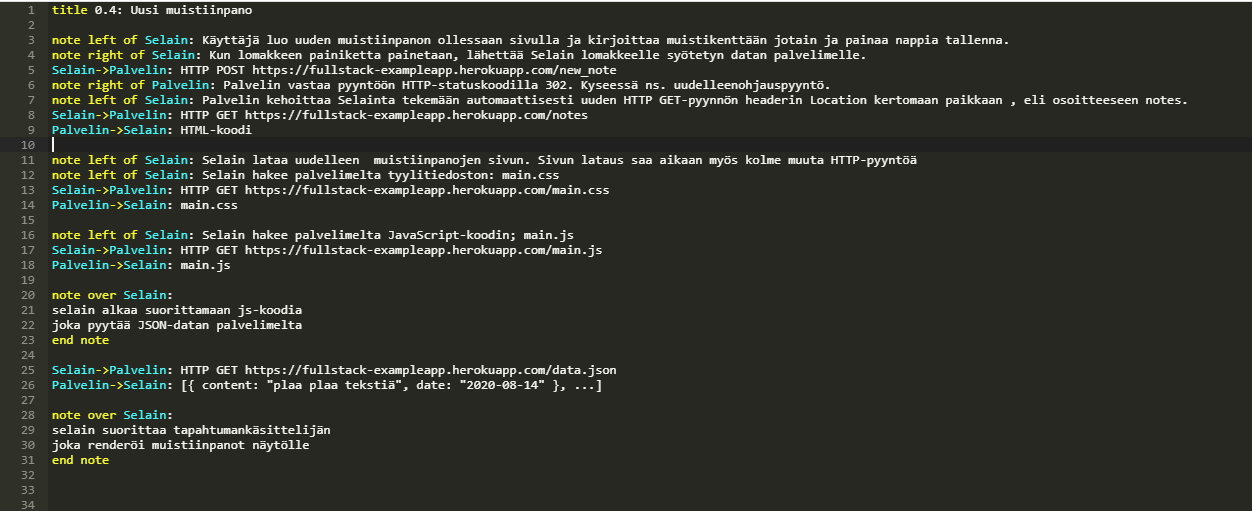 1 title 0.4: Uusi muistiinpano
2
3 note left of Selain: Käyttäjä luo uuden muistiinpanon ollessaan sivulla ja kirjoittaa muistikenttään jotain ja painaa nappia tallenna.
4 note right of Selain: Kun lomakkeen painiketta painetaan, lähettää Selain lomakkeelle syötetyn datan palvelimelle.
5 Selain->Palvelin: HTTP POST https://fullstack-exampleapp.herokuapp.com/new_note
6 note right of Palvelin: Palvelin vastaa pyyntöön HTTP-statuskoodilla 302. Kyseessä ns. uudelleenohjauspyyntö.
7 note left of Selain: Palvelin kehoittaa Selainta tekemään automaattisesti uuden HTTP GET-pyynnön headerin Location kertomaan paikkaan , eli osoitteeseen notes.
8 Selain->Palvelin: HTTP GET https://fullstack-exampleapp.herokuapp.com/notes
9 Palvelin->Selain: HTML-koodi
10
11 note left of Selain: Selain lataa uudelleen  muistiinpanojen sivun. Sivun lataus saa aikaan myös kolme muuta HTTP-pyyntöä
12 note left of Selain: Selain hakee palvelimelta tyylitiedoston: main.css
13 Selain->Palvelin: HTTP GET https://fullstack-exampleapp.herokuapp.com/main.css
14 Palvelin->Selain: main.css
15
16 note left of Selain: Selain hakee palvelimelta JavaScript-koodin; main.js
17 Selain->Palvelin: HTTP GET https://fullstack-exampleapp.herokuapp.com/main.js
18 Palvelin->Selain: main.js
19
20 note over Selain:
21 selain alkaa suorittamaan js-koodia
22 joka pyytää JSON-datan palvelimelta
23 end note
24
25 Selain->Palvelin: HTTP GET https://fullstack-exampleapp.herokuapp.com/data.json
26 Palvelin->Selain: [{ content: "plaa plaa tekstiä", date: "2020-08-14" }, ...]
27
28 note over Selain:
29 selain suorittaa tapahtumankäsittelijän
30 joka renderöi muistiinpanot näytölle
31 end note
32
33
34